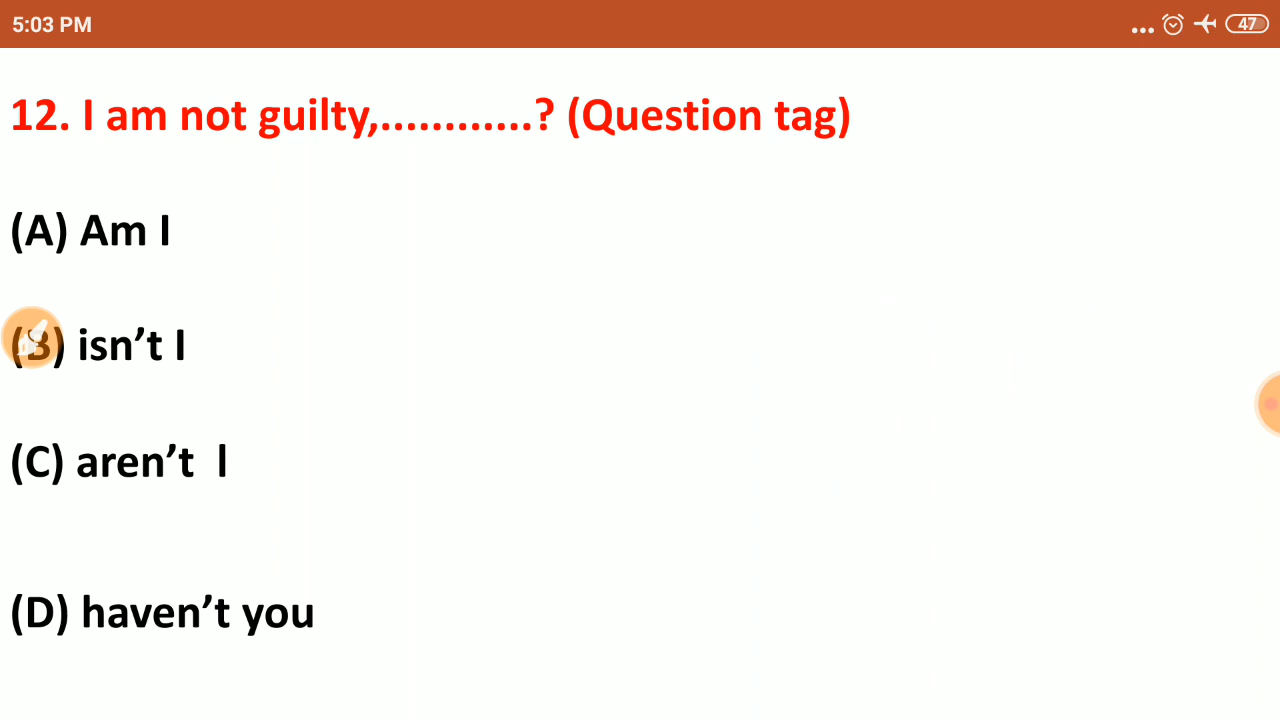 5:03 PM
47
12. I am not guilty,............? (Question tag)
(A) Am I
(B) isn’t I
(C) aren’t I
(D) haven’t you